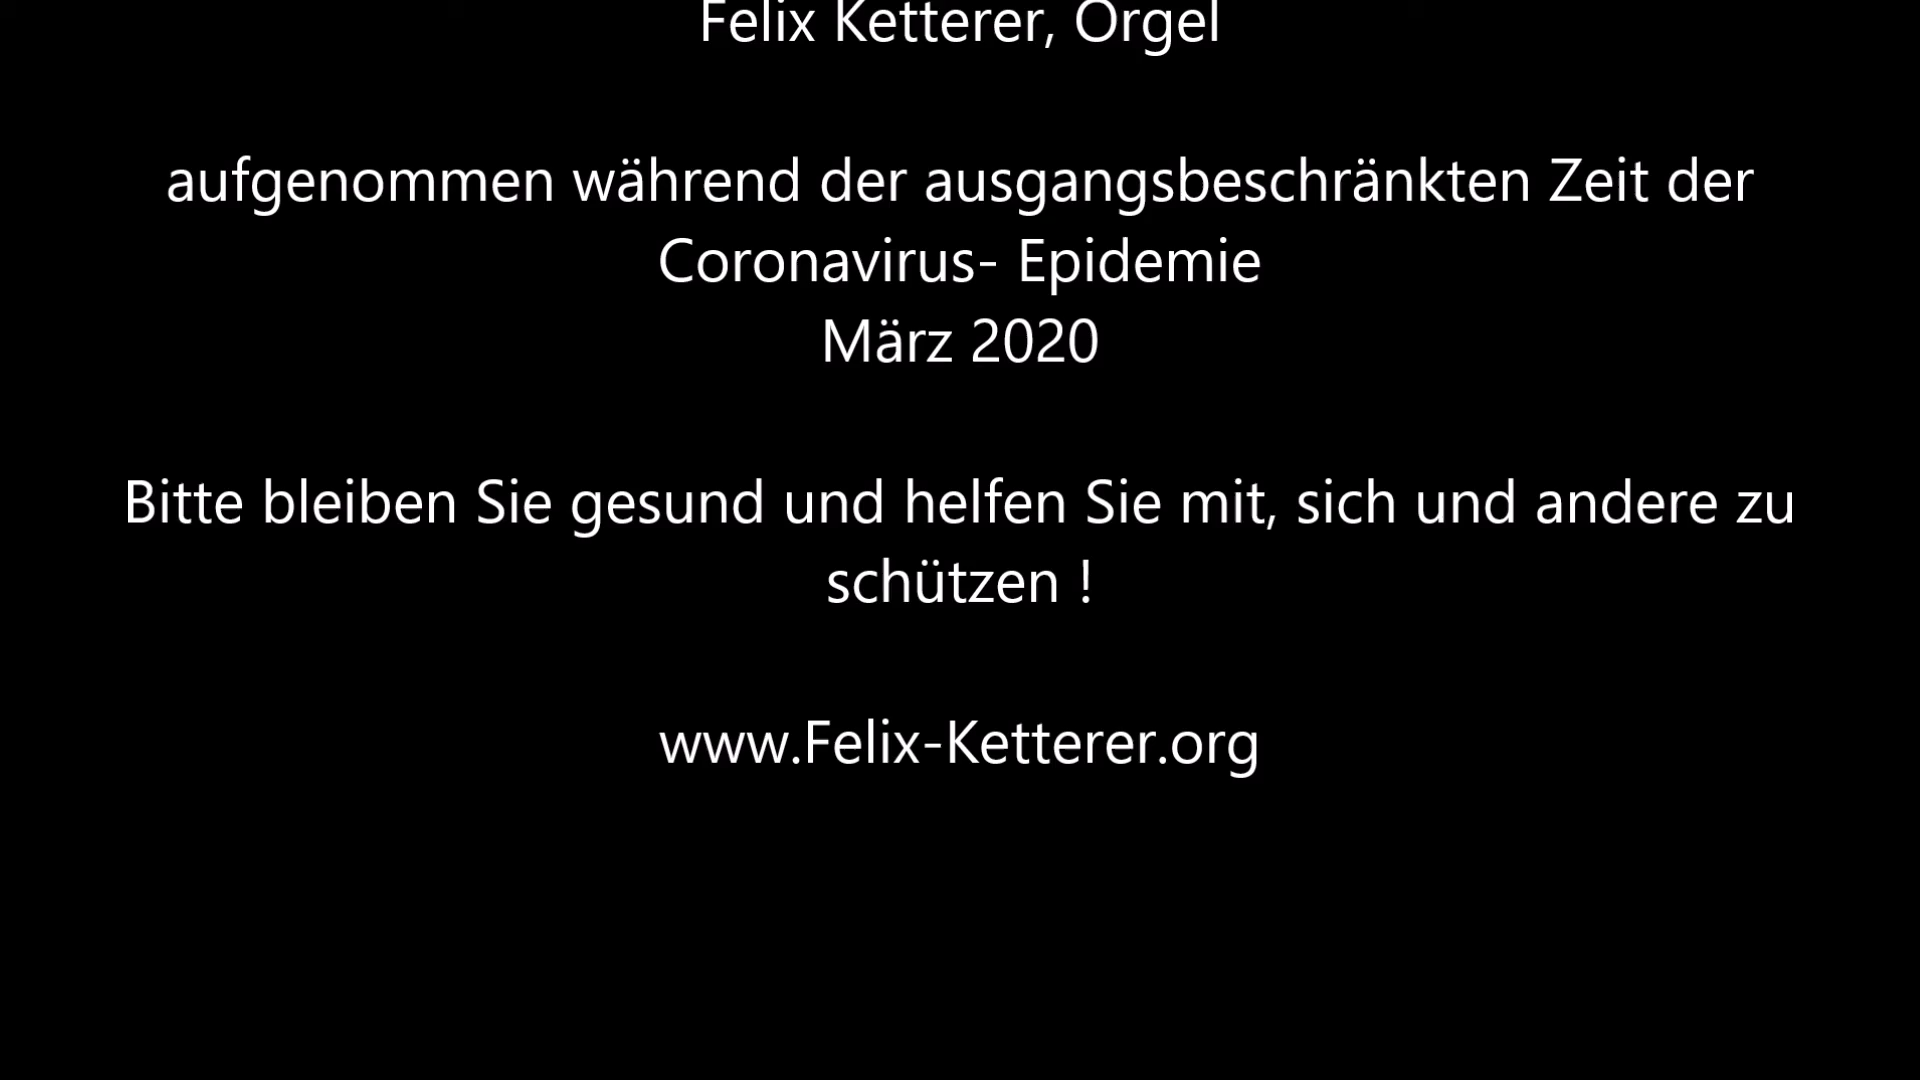 Felix Ketterer, Orgel
aufgenommen während der ausgangsbeschränkten Zeit der
Coronavirus- Epidemie
März 2020
Bitte bleiben Sie gesund und helfen Sie mit, sich und andere zu
schützen !
www.Felix-Ketterer.org